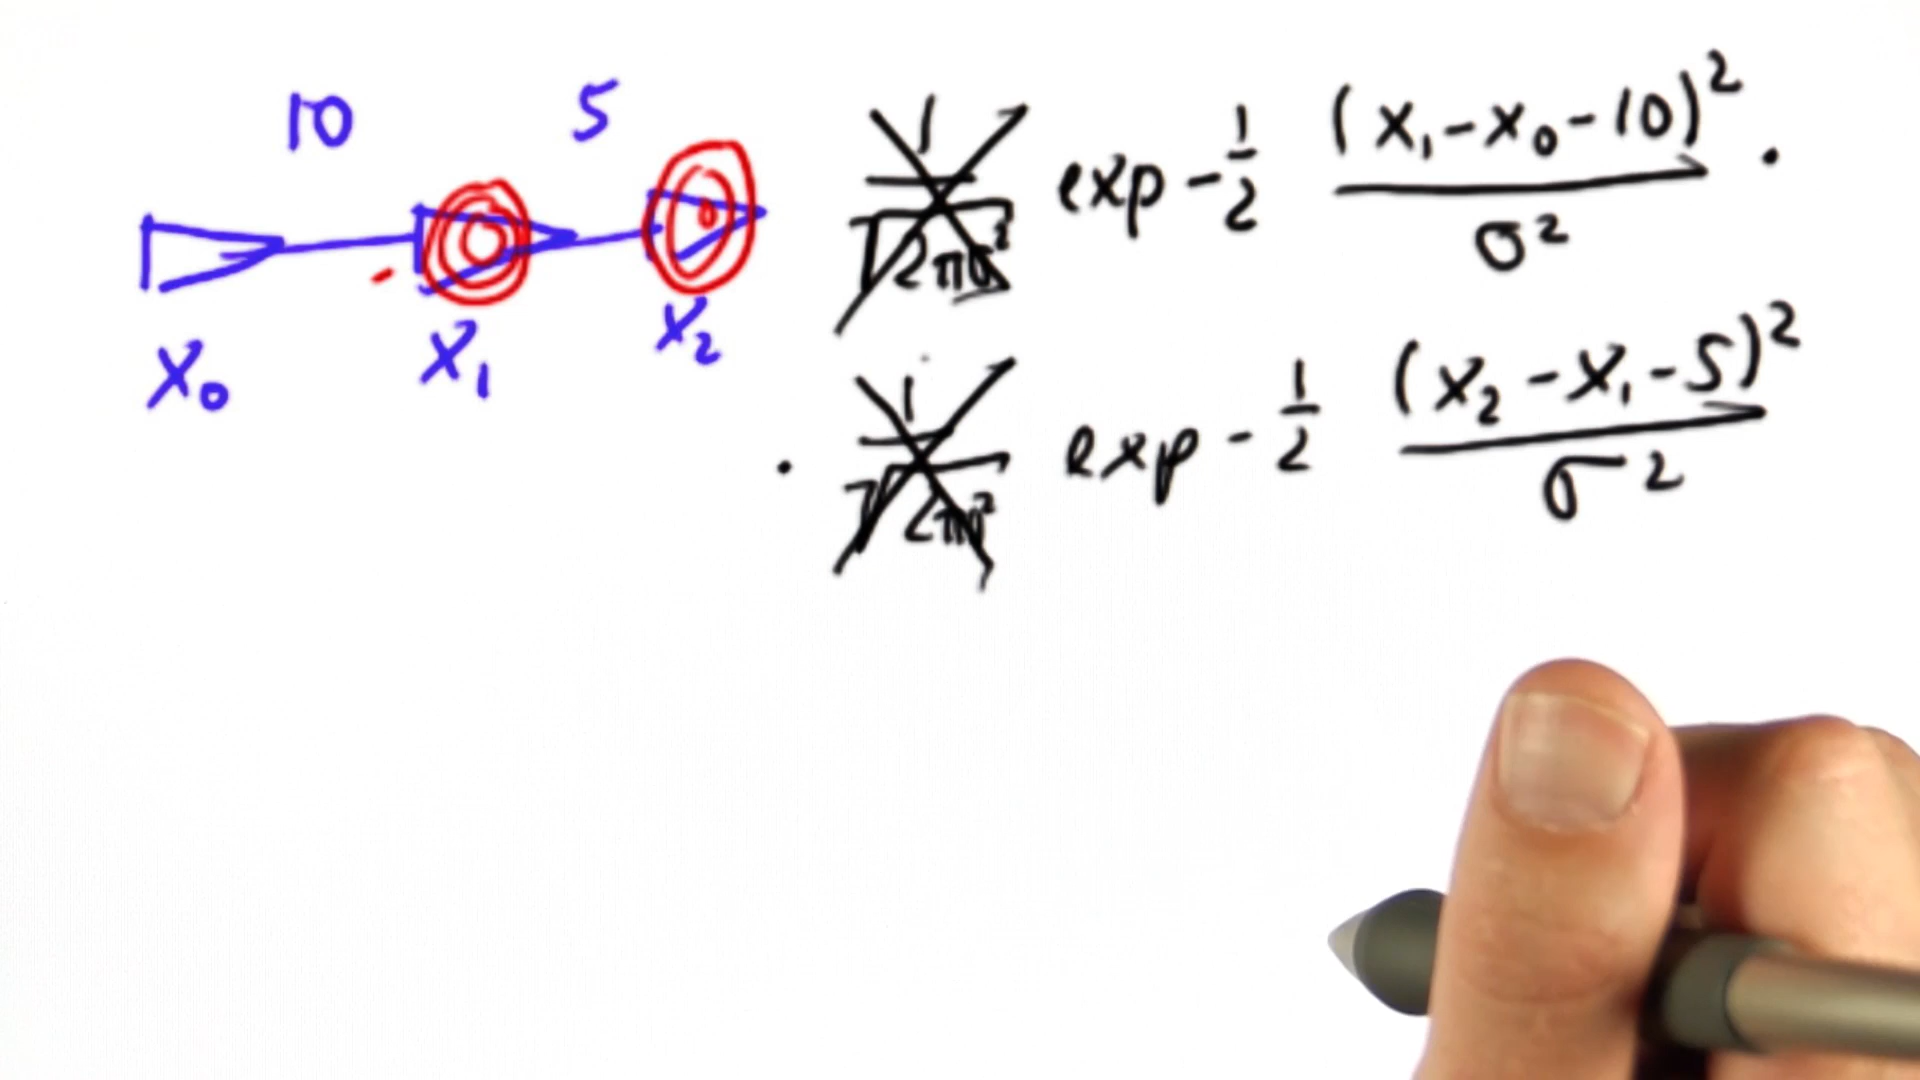 10 5
x₀ x₁ x₂
1/√(2πσ²) exp -1/2 (x₁-x₀-10)²/σ² ·
· 1/√(2πσ²) exp -1/2 (x₂-x₁-5)²/σ²